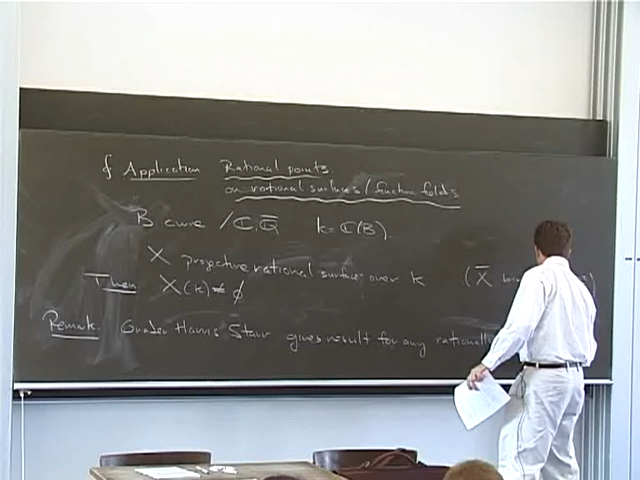 § Application Rational points
on rational surfaces / function fields
B curve / ℂ, ℚ̅ k = ℂ(B).
X projective rational surface over k (X̅
Then X(k) ≠ ∅
Remark. Graber Harris Starr gives result for any rationall